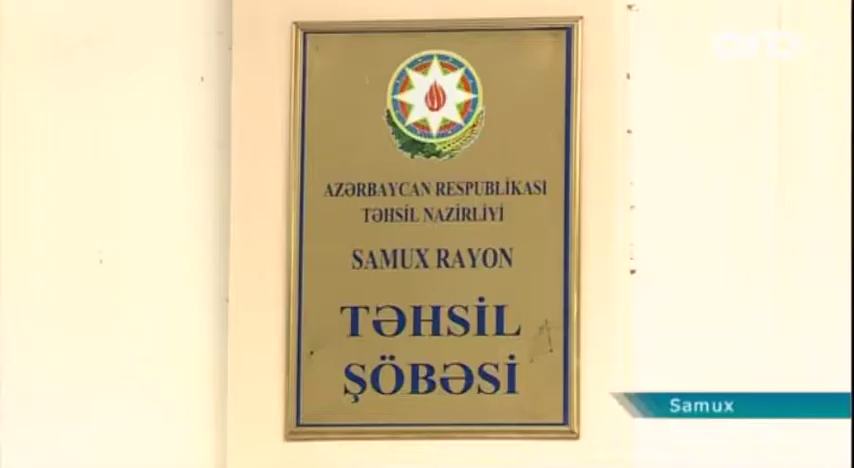 AZƏRBAYCAN RESPUBLİKASI
TƏHSİL NAZİRLİYİ
SAMUX RAYON
TƏHSİL
ŞÖBƏSİ
Samux